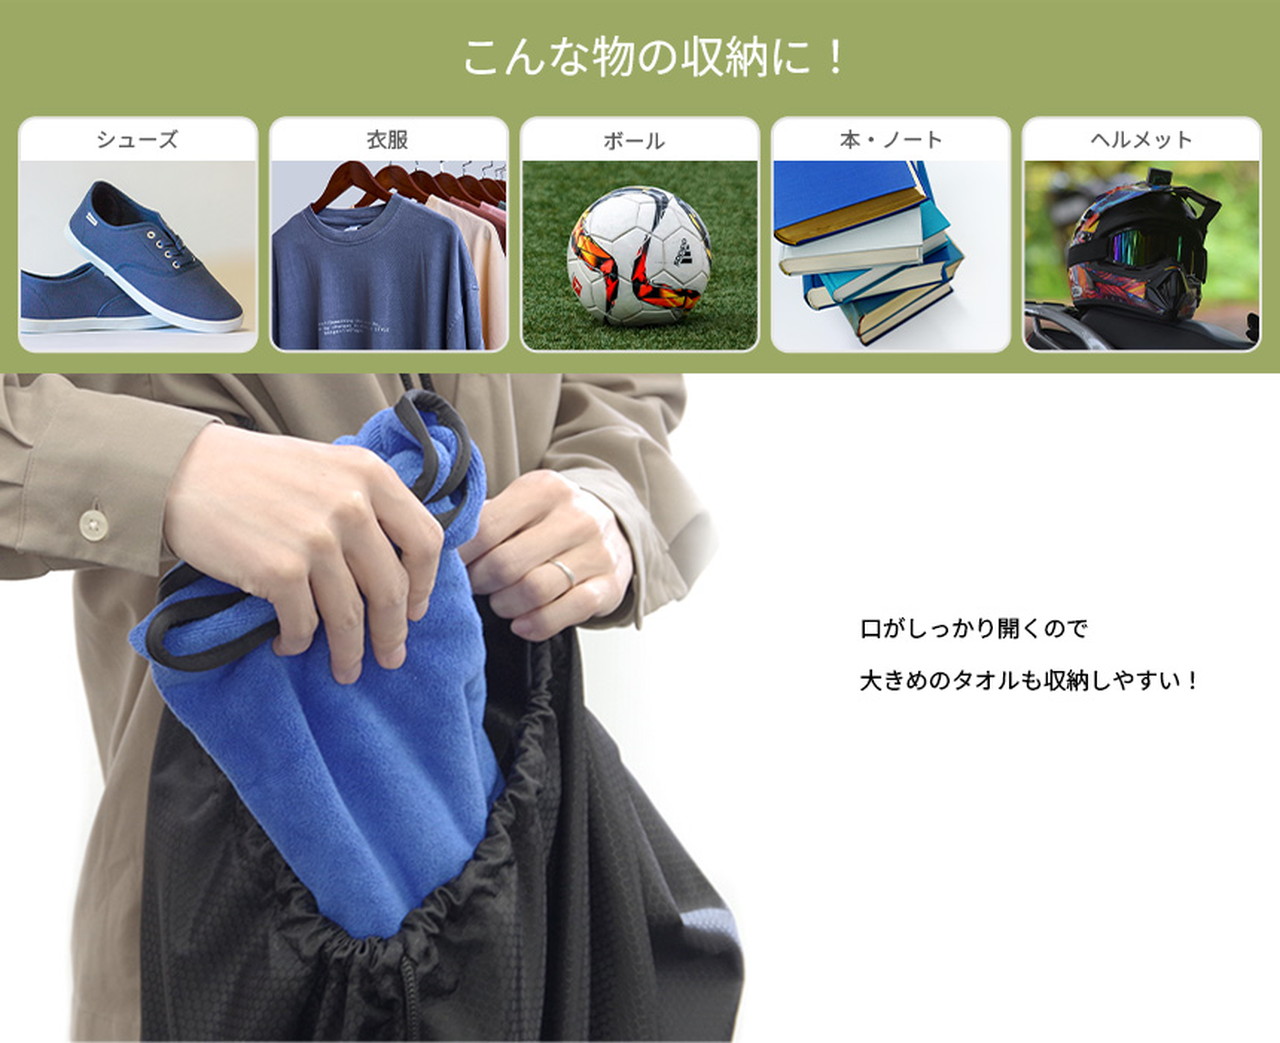 こんな物の収納に！
シューズ
衣服
ボール
本・ノート
ヘルメット
口がしっかり開くので
大きめのタオルも収納しやすい！